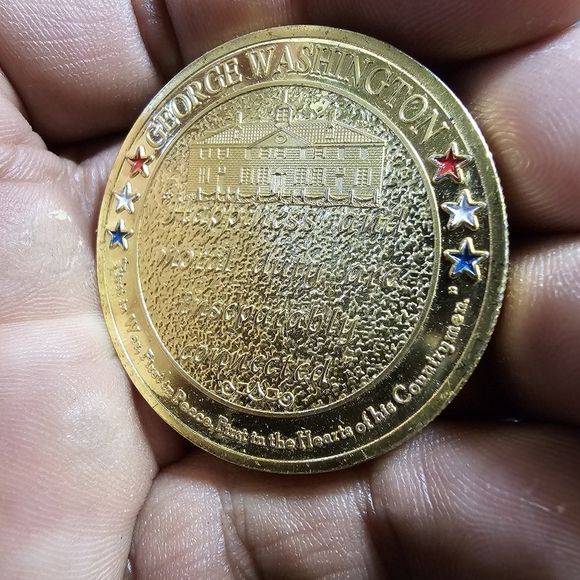 GEORGE WASHINGTON
"Happiness and
moral duty are
inseparably
connected."
"First in War, First in Peace, First in the Hearts of his Countrymen."